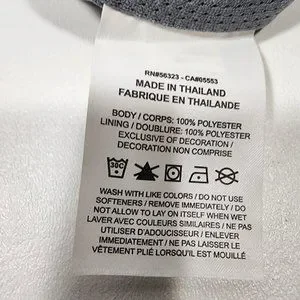 RN#56323 - CA#05553
MADE IN THAILAND
FABRIQUE EN THAILANDE
BODY / CORPS: 100% POLYESTER
LINING / DOUBLURE: 100% POLYESTER
EXCLUSIVE OF DECORATION /
DECORATION NON COMPRISE
30C
WASH WITH LIKE COLORS / DO NOT USE
SOFTENERS / REMOVE IMMEDIATELY / DO
NOT ALLOW TO LAY ON ITSELF WHEN WET
LAVER AVEC COULEURS SIMILAIRES / NE PAS
UTILISER D'ADOUCISSEUR / ENLEVER
IMMEDIATEMENT / NE PAS LAISSER LE
VÊTEMENT PLIÉ LORSQU'IL EST MOUILLÉ